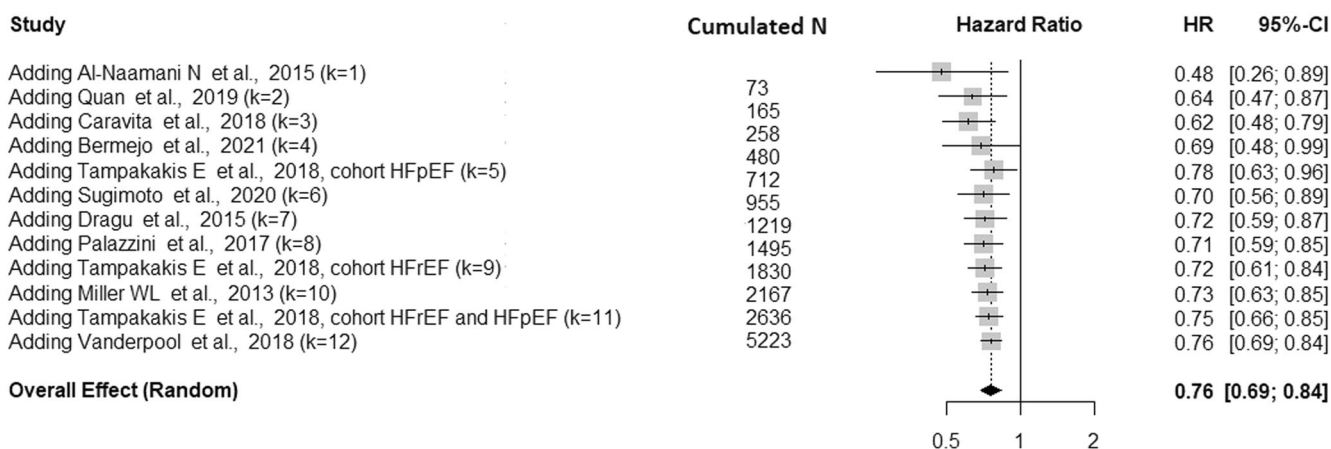 Study Cumulated N Hazard Ratio HR 95%-CI
Adding Al-Naamani N et al., 2015 (k=1) 73 0.48 [0.26; 0.89]
Adding Quan et al., 2019 (k=2) 165 0.64 [0.47; 0.87]
Adding Caravita et al., 2018 (k=3) 258 0.62 [0.48; 0.79]
Adding Bermejo et al., 2021 (k=4) 480 0.69 [0.48; 0.99]
Adding Tampakakis E et al., 2018, cohort HFpEF (k=5) 712 0.78 [0.63; 0.96]
Adding Sugimoto et al., 2020 (k=6) 955 0.70 [0.56; 0.89]
Adding Dragu et al., 2015 (k=7) 1219 0.72 [0.59; 0.87]
Adding Palazzini et al., 2017 (k=8) 1495 0.71 [0.59; 0.85]
Adding Tampakakis E et al., 2018, cohort HFrEF (k=9) 1830 0.72 [0.61; 0.84]
Adding Miller WL et al., 2013 (k=10) 2167 0.73 [0.63; 0.85]
Adding Tampakakis E et al., 2018, cohort HFrEF and HFpEF (k=11) 2636 0.75 [0.66; 0.85]
Adding Vanderpool et al., 2018 (k=12) 5223 0.76 [0.69; 0.84]
Overall Effect (Random) 0.76 [0.69; 0.84]
0.5 1 2